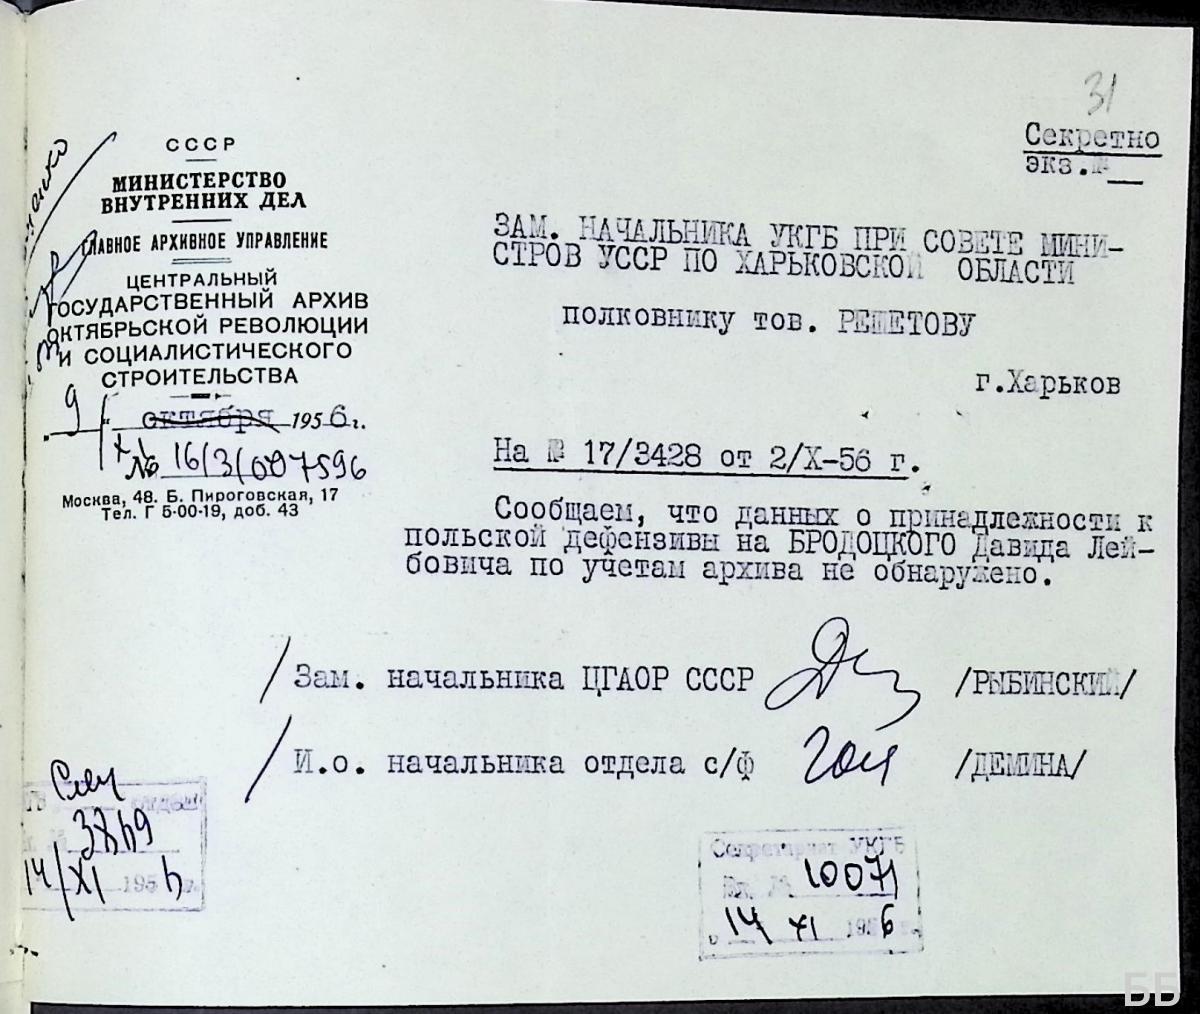 31
Секретно
экз.№
СССР
МИНИСТЕРСТВО
ВНУТРЕННИХ ДЕЛ
ГЛАВНОЕ АРХИВНОЕ УПРАВЛЕНИЕ
ЦЕНТРАЛЬНЫЙ
ГОСУДАРСТВЕННЫЙ АРХИВ
ОКТЯБРЬСКОЙ РЕВОЛЮЦИИ
И СОЦИАЛИСТИЧЕСКОГО
СТРОИТЕЛЬСТВА
9 октября 1956 г.
XI
№ 16/3/007596
Москва, 48. Б. Пироговская, 17
Тел. Г 5-00-19, доб. 43
ЗАМ. НАЧАЛЬНИКА УКГБ ПРИ СОВЕТЕ МИНИ-
СТРОВ УССР ПО ХАРЬКОВСКОЙ ОБЛАСТИ
полковнику тов. РЕШЕТОВУ
г.Харьков
На № 17/3428 от 2/X-56 г.
Сообщаем, что данных о принадлежности к
польской дефензивы на БРОДОЦКОГО Давида Лей-
бовича по учетам архива не обнаружено.
/ Зам. начальника ЦГАОР СССР /РЫБИНСКИЙ/
/ И.о. начальника отдела с/ф /ДЕМИНА/
отдел
14/XI 1956 г.
Секретариат УКГБ
Вх. № 10071
14 XI 1956 г.
ББ